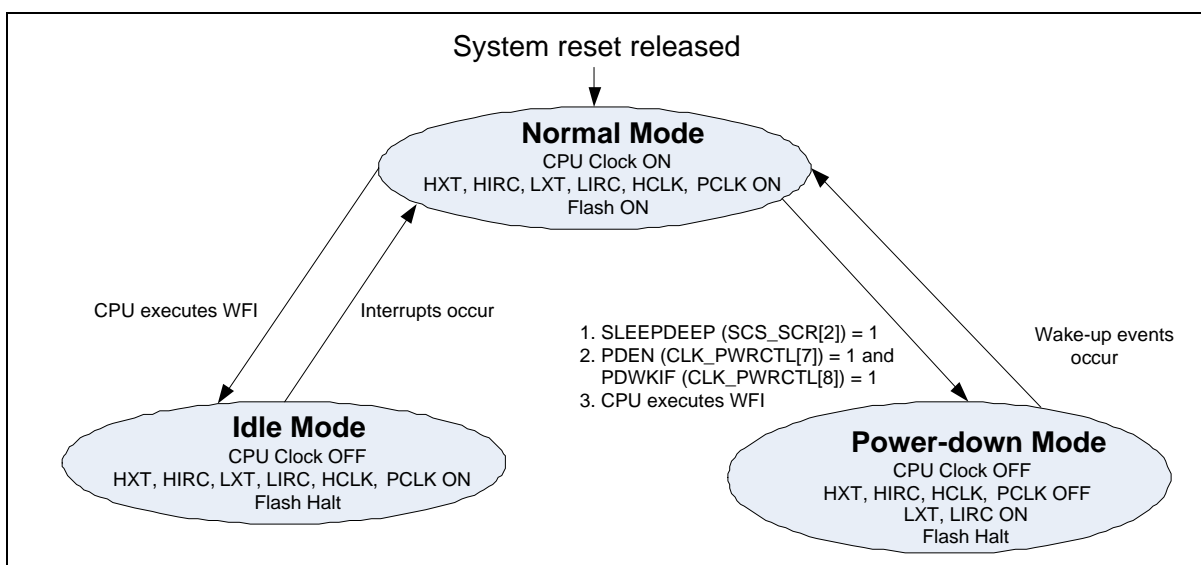 System reset released
Normal Mode
CPU Clock ON
HXT, HIRC, LXT, LIRC, HCLK, PCLK ON
Flash ON
CPU executes WFI
Interrupts occur
1. SLEEPDEEP (SCS_SCR[2]) = 1
2. PDEN (CLK_PWRCTL[7]) = 1 and
PDWKIF (CLK_PWRCTL[8]) = 1
3. CPU executes WFI
Wake-up events
occur
Idle Mode
CPU Clock OFF
HXT, HIRC, LXT, LIRC, HCLK, PCLK ON
Flash Halt
Power-down Mode
CPU Clock OFF
HXT, HIRC, HCLK, PCLK OFF
LXT, LIRC ON
Flash Halt